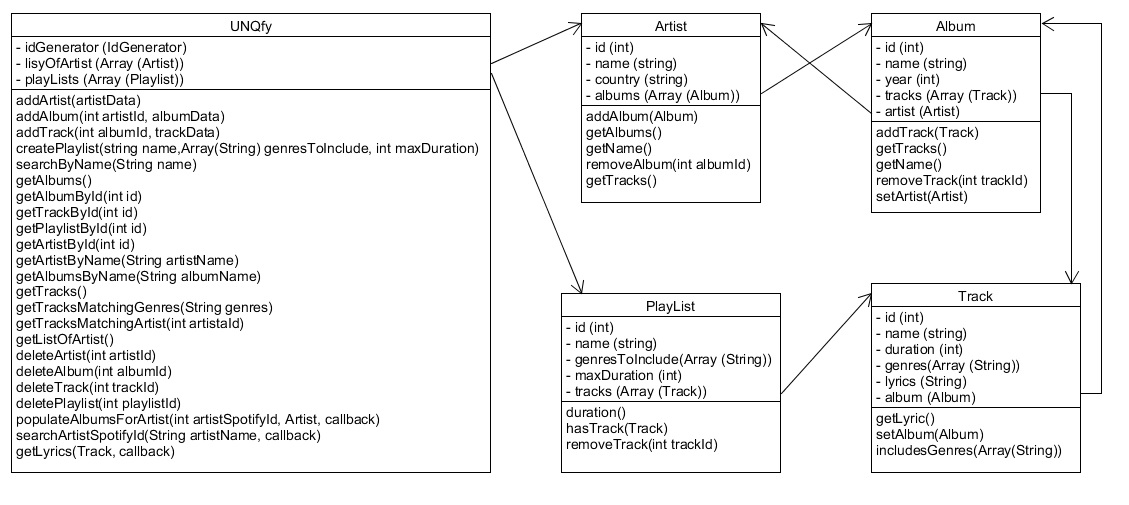 UNQfy
- idGenerator (IdGenerator)
- lisyOfArtist (Array (Artist))
- playLists (Array (Playlist))
addArtist(artistData)
addAlbum(int artistId, albumData)
addTrack(int albumId, trackData)
createPlaylist(string name,Array(String) genresToInclude, int maxDuration)
searchByName(String name)
getAlbums()
getAlbumById(int id)
getTrackById(int id)
getPlaylistById(int id)
getArtistById(int id)
getArtistByName(String artistName)
getAlbumsByName(String albumName)
getTracks()
getTracksMatchingGenres(String genres)
getTracksMatchingArtist(int artistaId)
getListOfArtist()
deleteArtist(int artistId)
deleteAlbum(int albumId)
deleteTrack(int trackId)
deletePlaylist(int playlistId)
populateAlbumsForArtist(int artistSpotifyId, Artist, callback)
searchArtistSpotifyId(String artistName, callback)
getLyrics(Track, callback)
Artist
- id (int)
- name (string)
- country (string)
- albums (Array (Album))
addAlbum(Album)
getAlbums()
getName()
removeAlbum(int albumId)
getTracks()
Album
- id (int)
- name (string)
- year (int)
- tracks (Array (Track))
- artist (Artist)
addTrack(Track)
getTracks()
getName()
removeTrack(int trackId)
setArtist(Artist)
PlayList
- id (int)
- name (string)
- genresToInclude(Array (String))
- maxDuration (int)
- tracks (Array (Track))
duration()
hasTrack(Track)
removeTrack(int trackId)
Track
- id (int)
- name (string)
- duration (int)
- genres(Array (String))
- lyrics (String)
- album (Album)
getLyric()
setAlbum(Album)
includesGenres(Array(String))